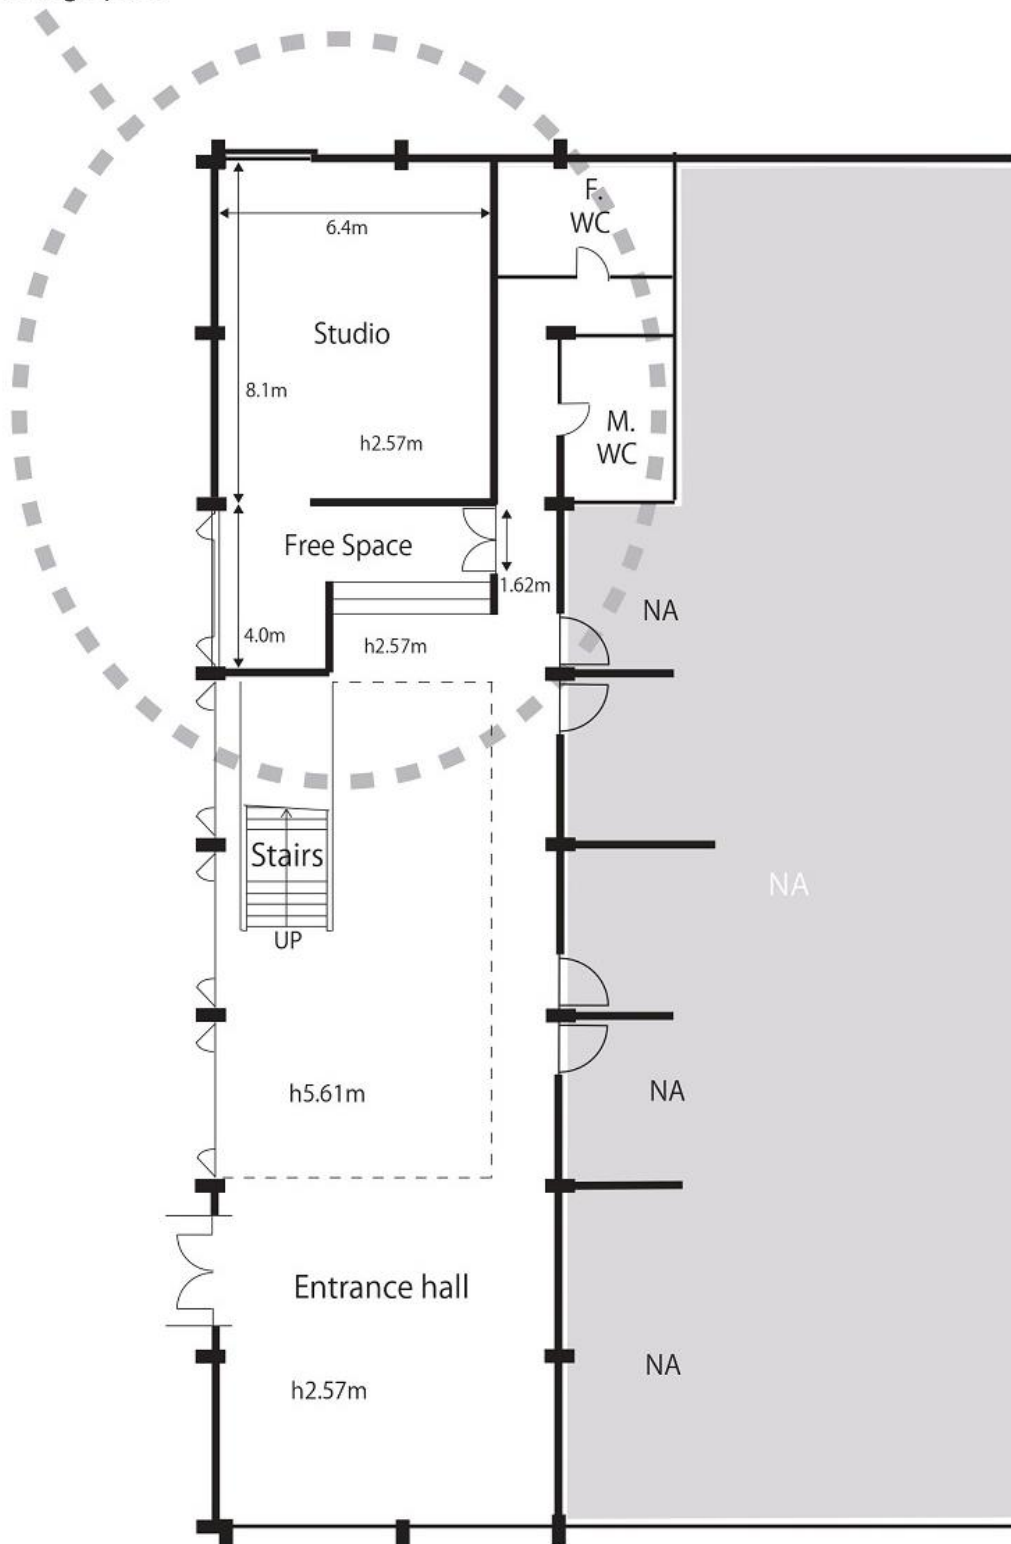 F.
WC
6.4m
Studio
8.1m
h2.57m
M.
WC
Free Space
1.62m
NA
4.0m
h2.57m
Stairs
NA
UP
h5.61m
NA
Entrance hall
NA
h2.57m